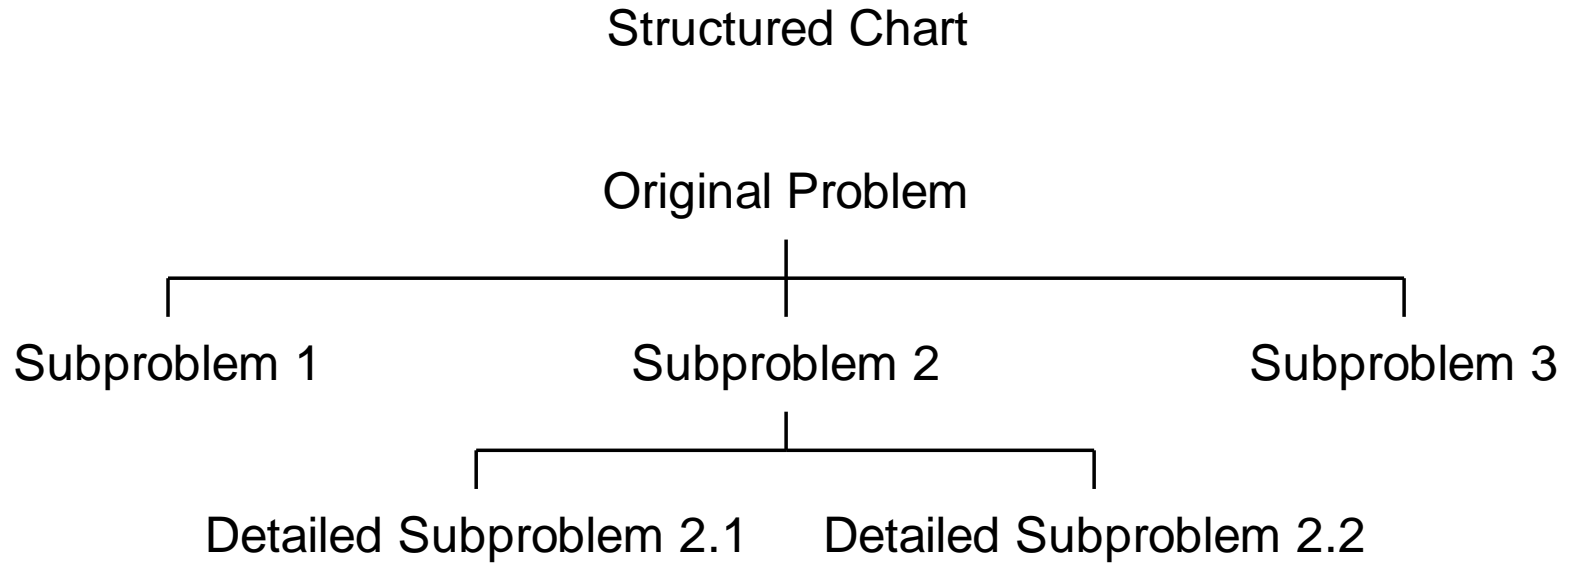 Structured Chart
Original Problem
Subproblem 1 Subproblem 2 Subproblem 3
Detailed Subproblem 2.1 Detailed Subproblem 2.2